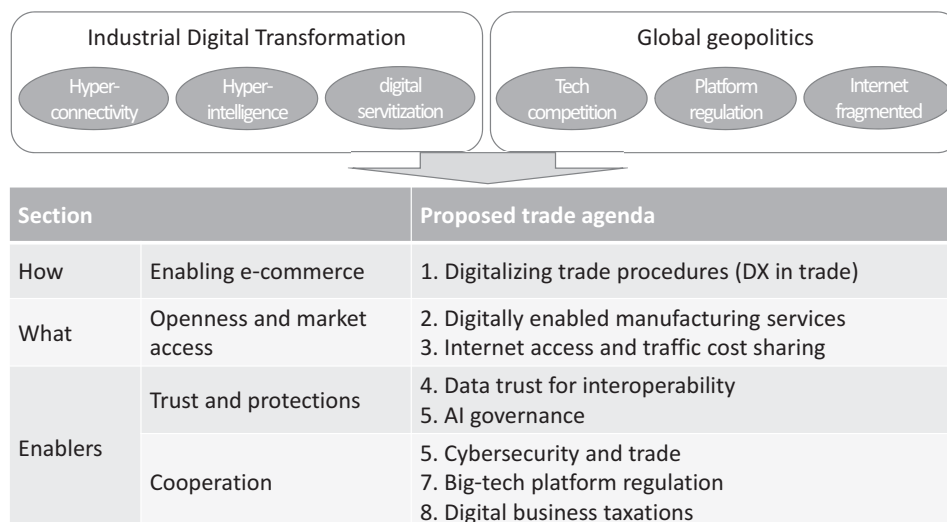 Industrial Digital Transformation
Hyper-
connectivity
Hyper-
intelligence
digital
servitization
Global geopolitics
Tech
competition
Platform
regulation
Internet
fragmented
Section
Proposed trade agenda
How
Enabling e-commerce
1. Digitalizing trade procedures (DX in trade)
What
Openness and market
access
2. Digitally enabled manufacturing services
3. Internet access and traffic cost sharing
Enablers
Trust and protections
4. Data trust for interoperability
5. AI governance
Cooperation
5. Cybersecurity and trade
7. Big-tech platform regulation
8. Digital business taxations